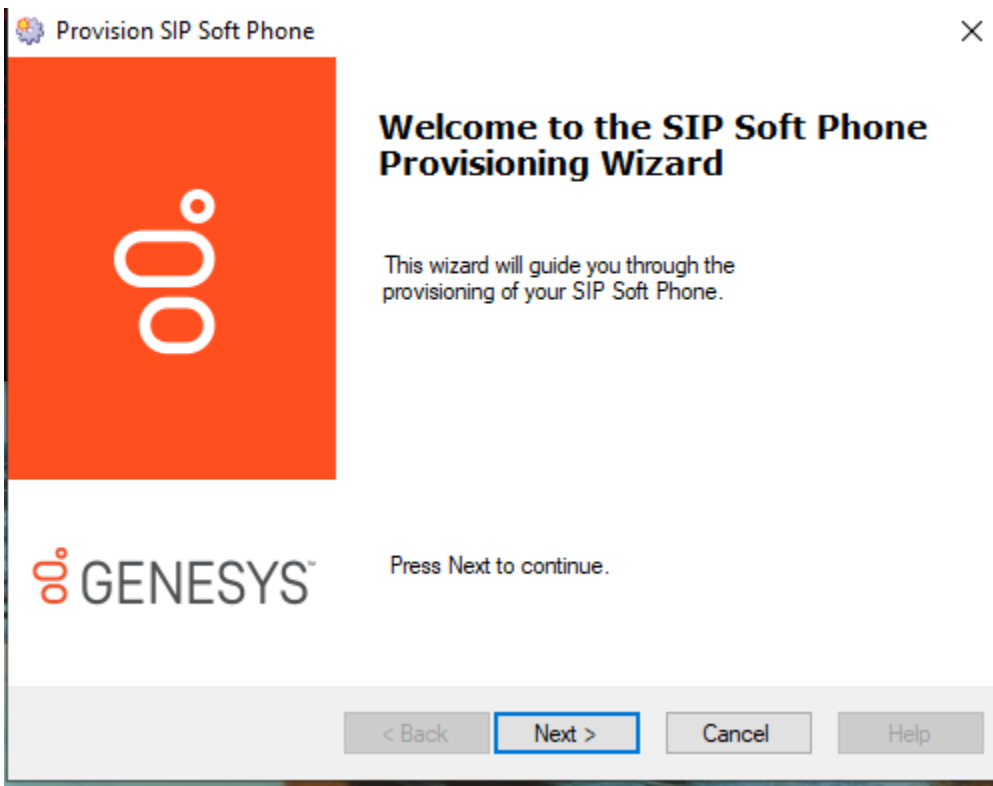 Provision SIP Soft Phone
Welcome to the SIP Soft Phone
Provisioning Wizard
This wizard will guide you through the
provisioning of your SIP Soft Phone.
GENESYS™
Press Next to continue.
< Back
Next >
Cancel
Help